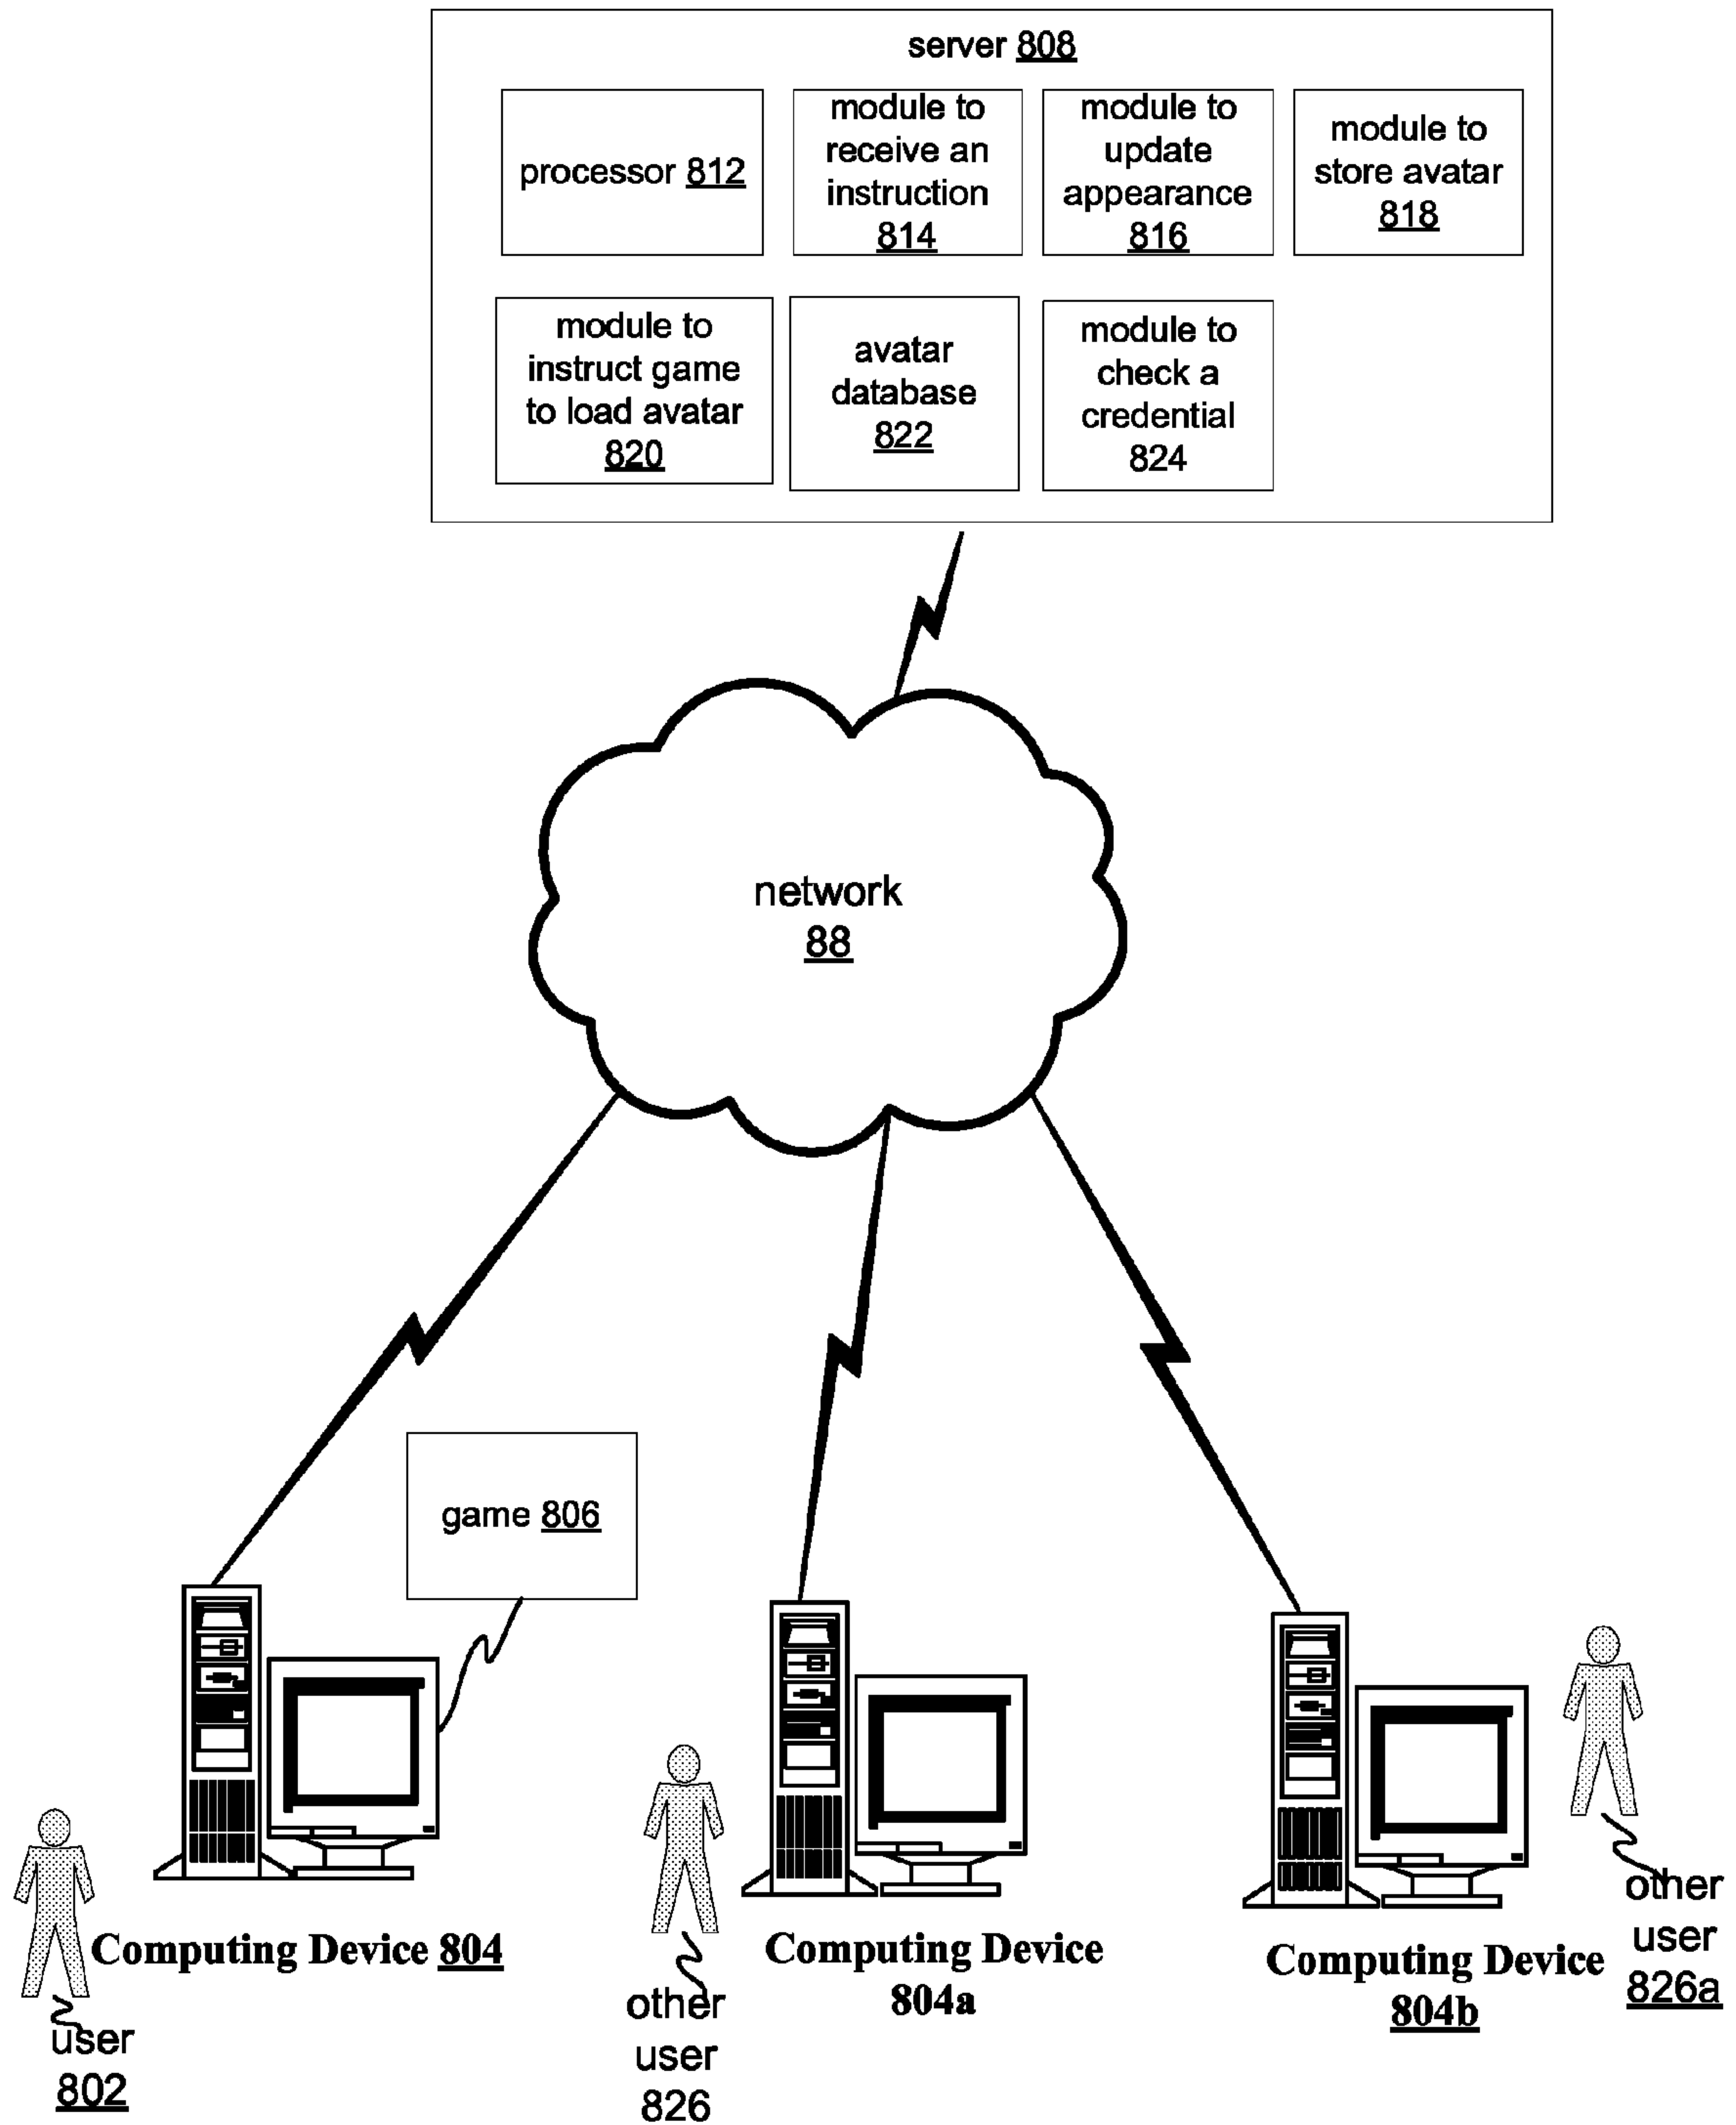 server 808
processor 812
module to
receive an
instruction
814
module to
update
appearance
816
module to
store avatar
818
module to
instruct game
to load avatar
820
avatar
database
822
module to
check a
credential
824
network
88
game 806
Computing Device 804
user
802
other
user
826
Computing Device
804a
Computing Device
804b
other
user
826a